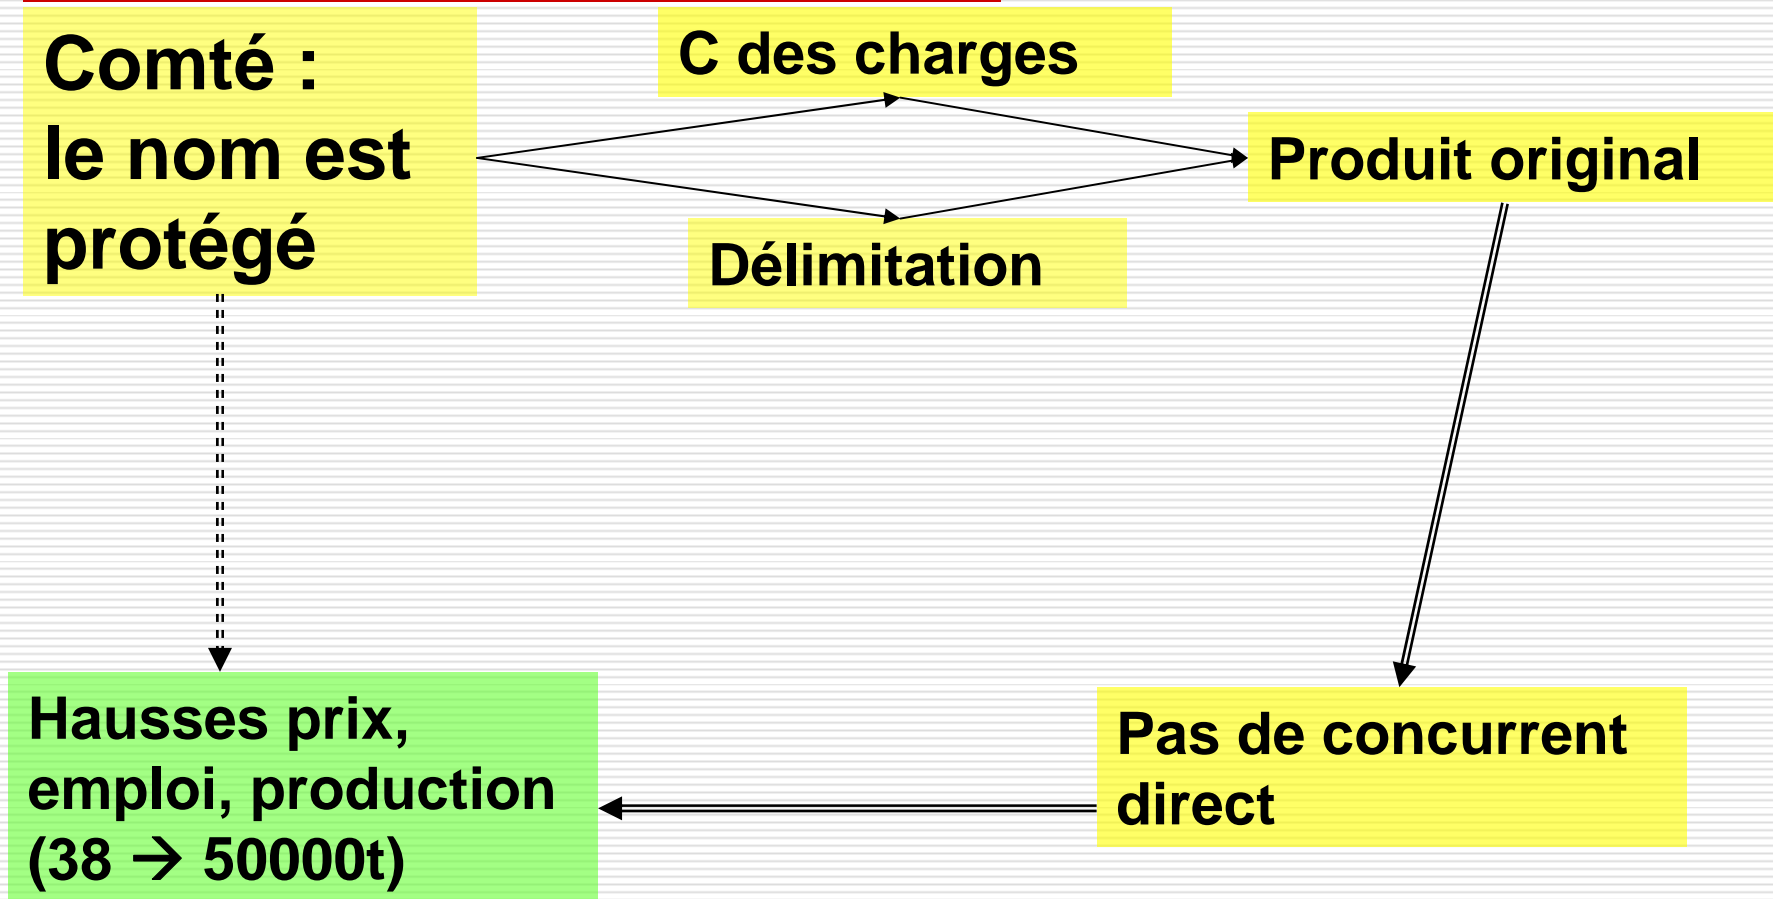 Comté :
le nom est
protégé
C des charges
Délimitation
Produit original
Pas de concurrent
direct
Hausses prix,
emploi, production
(38 → 50000t)